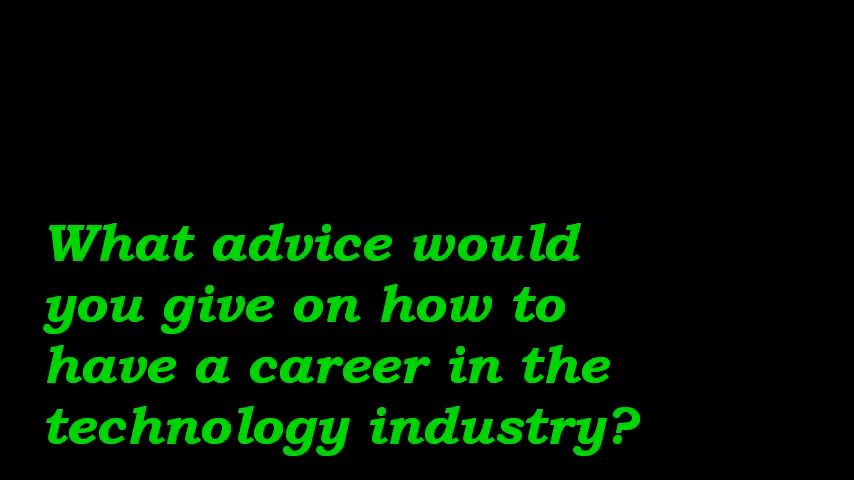 What advice would
you give on how to
have a career in the
technology industry?